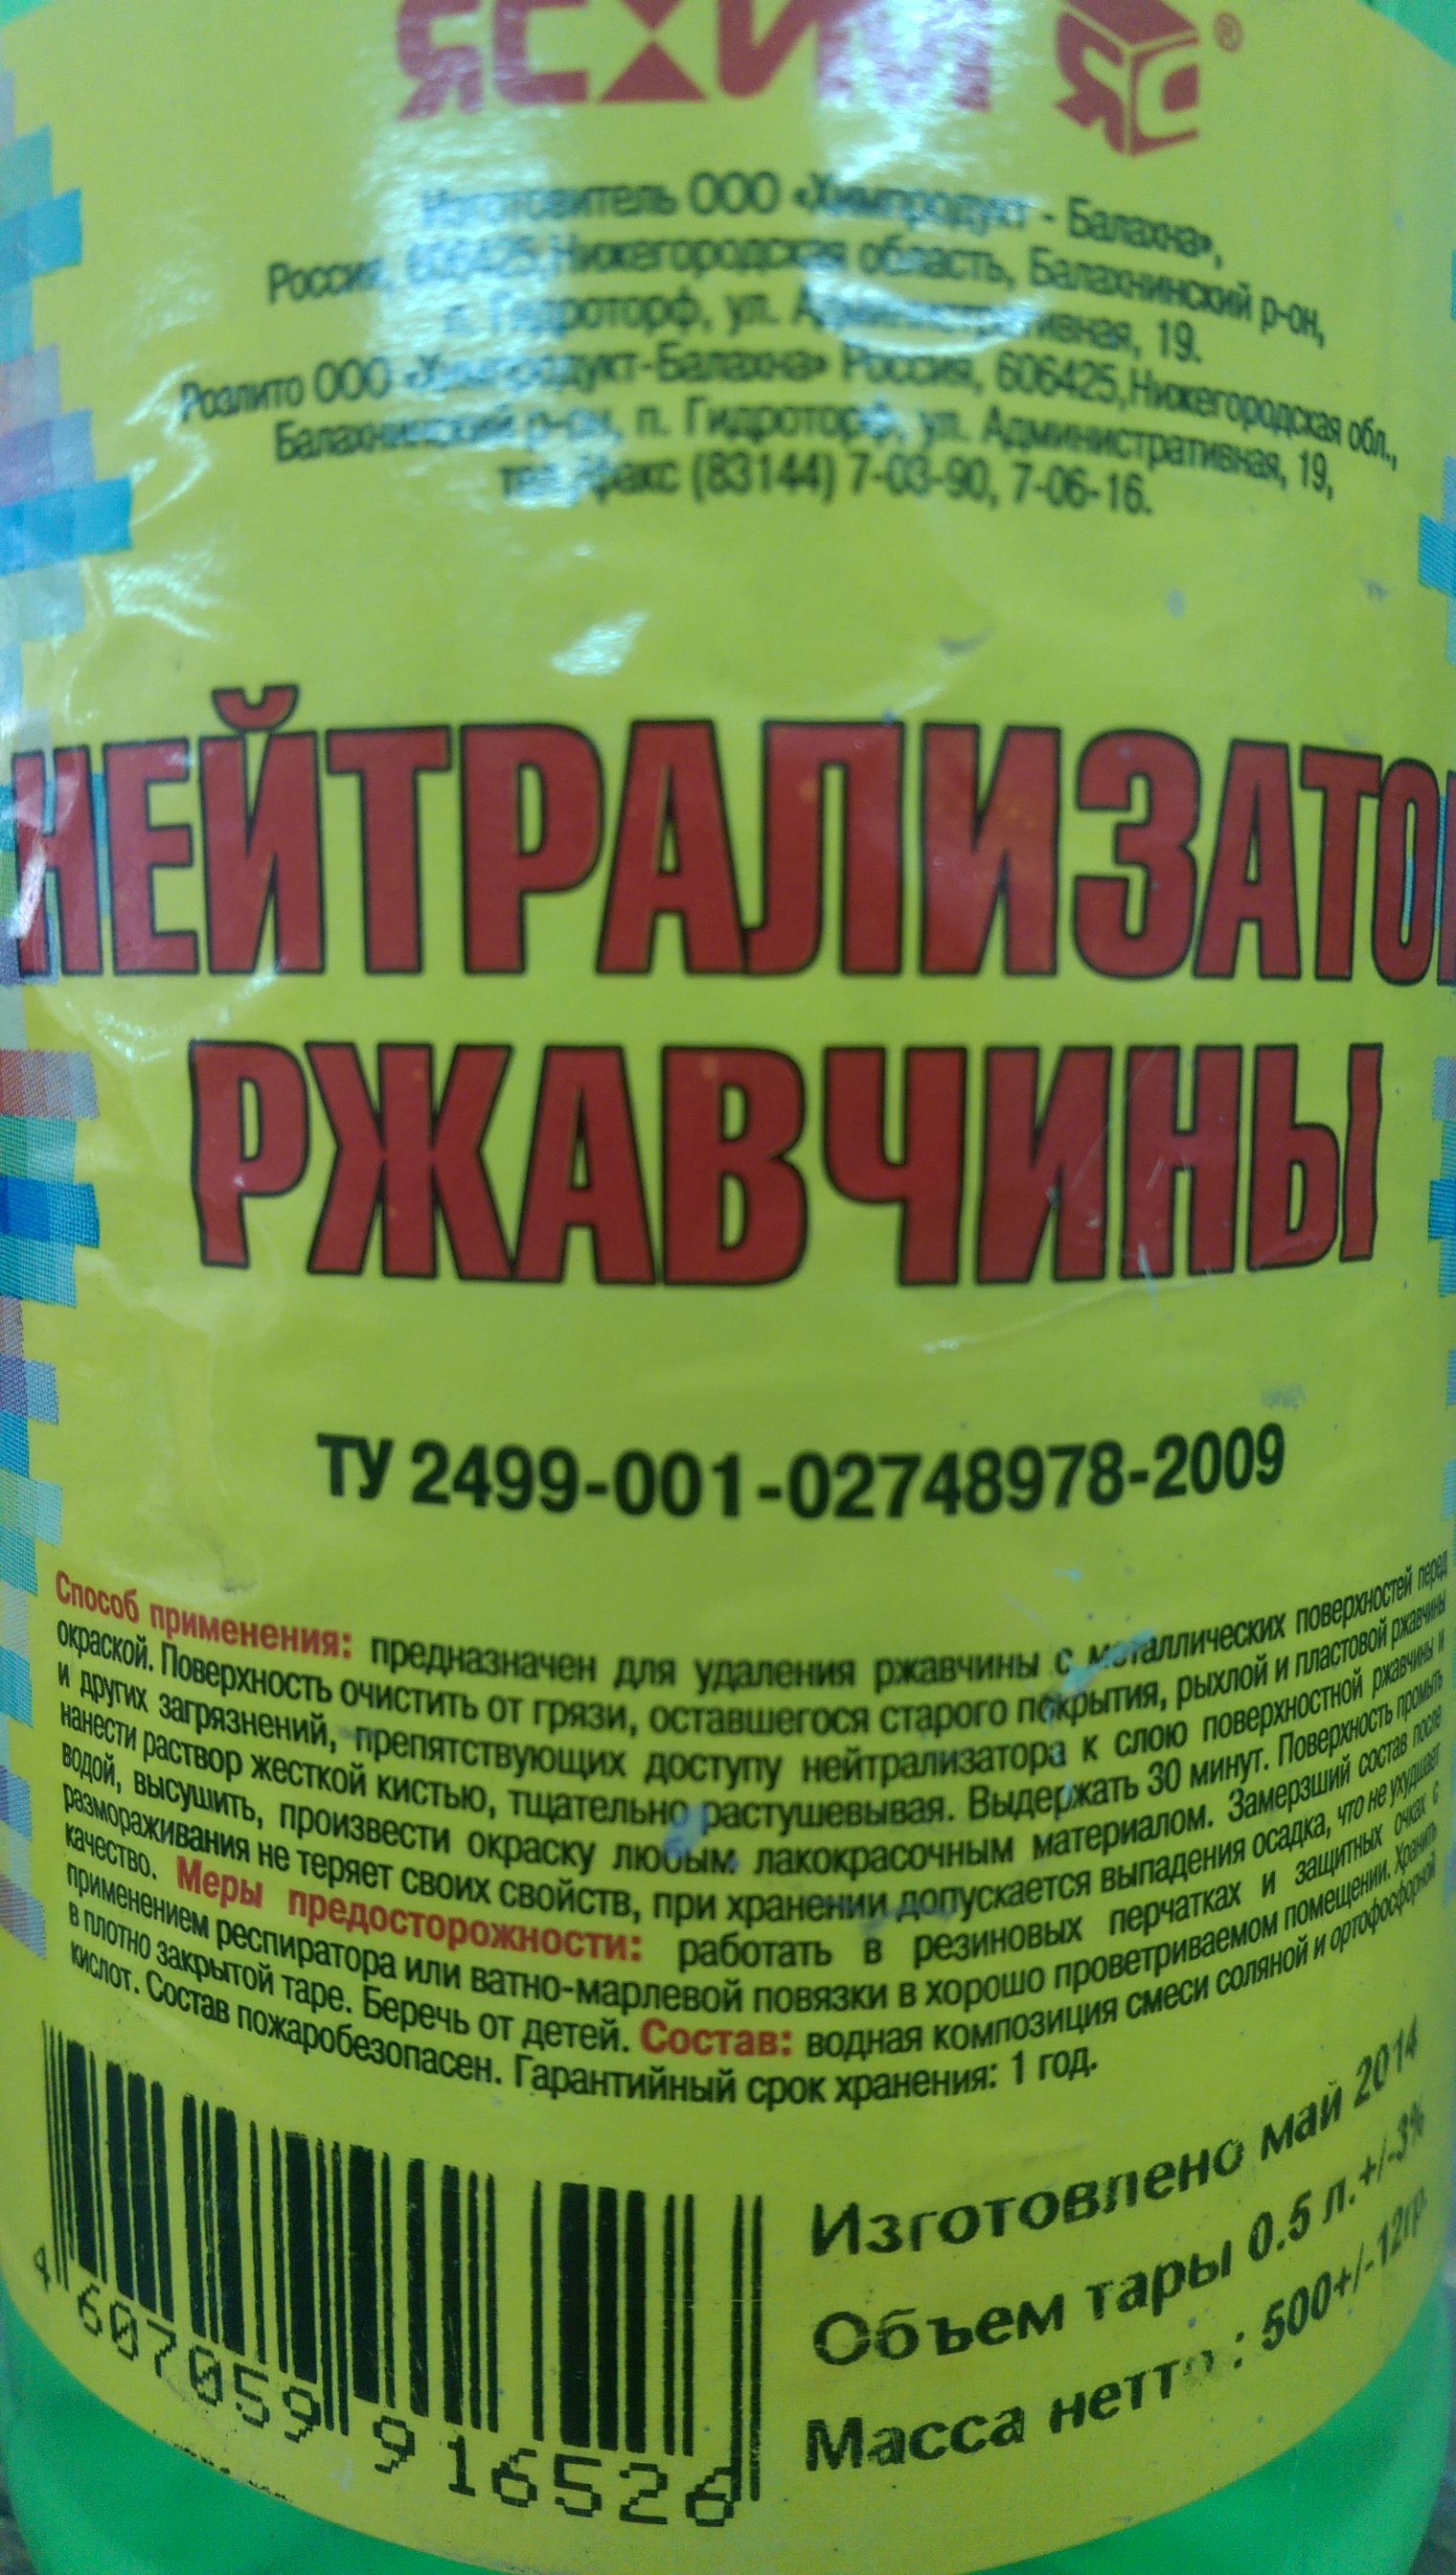 ЯСХИМ ЯС®
Изготовитель ООО «Химпродукт - Балахна»,
Россия, 606425,Нижегородская область, Балахнинский р-он,
п. Гидроторф, ул. Административная, 19.
Розлито ООО «Химпродукт-Балахна» Россия, 606425,Нижегородская обл.,
Балахнинский р-он, п. Гидроторф, ул. Административная, 19,
тел./факс (83144) 7-03-90, 7-06-16.
НЕЙТРАЛИЗАТО
РЖАВЧИНЫ
ТУ 2499-001-02748978-2009
Способ применения: предназначен для удаления ржавчины с металлических поверхностей перед
окраской. Поверхность очистить от грязи, оставшегося старого покрытия, рыхлой и пластовой ржавчины
и других загрязнений, препятствующих доступу нейтрализатора к слою поверхностной ржавчины и
нанести раствор жесткой кистью, тщательно растушевывая. Выдержать 30 минут. Поверхность промыть
водой, высушить, произвести окраску любым лакокрасочным материалом. Замерзший состав после
размораживания не теряет своих свойств, при хранении допускается выпадения осадка, что не ухудшает
качество. Меры предосторожности: работать в резиновых перчатках и защитных очках с
применением респиратора или ватно-марлевой повязки в хорошо проветриваемом помещении. Хранить
в плотно закрытой таре. Беречь от детей. Состав: водная композиция смеси соляной и ортофосфорной
кислот. Состав пожаробезопасен. Гарантийный срок хранения: 1 год.
Изготовлено май 2014
Объем тары 0.5 л.+/-3%
Масса нетто : 500+/-12гр.
4 607059 916526